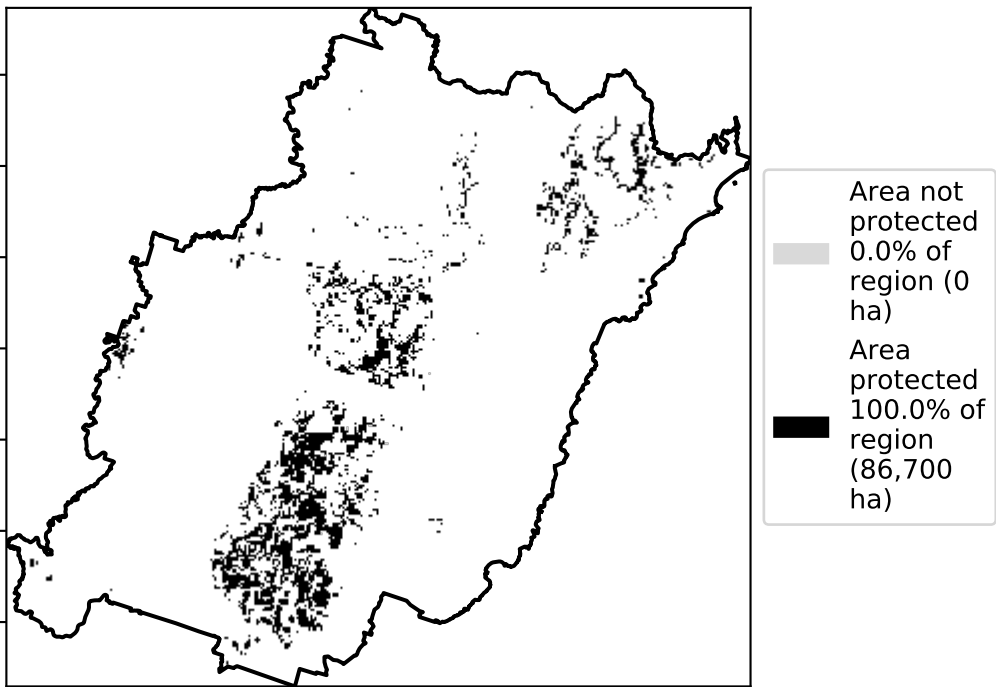 Area not
protected
0.0% of
region (0
ha)
Area
protected
100.0% of
region
(86,700
ha)